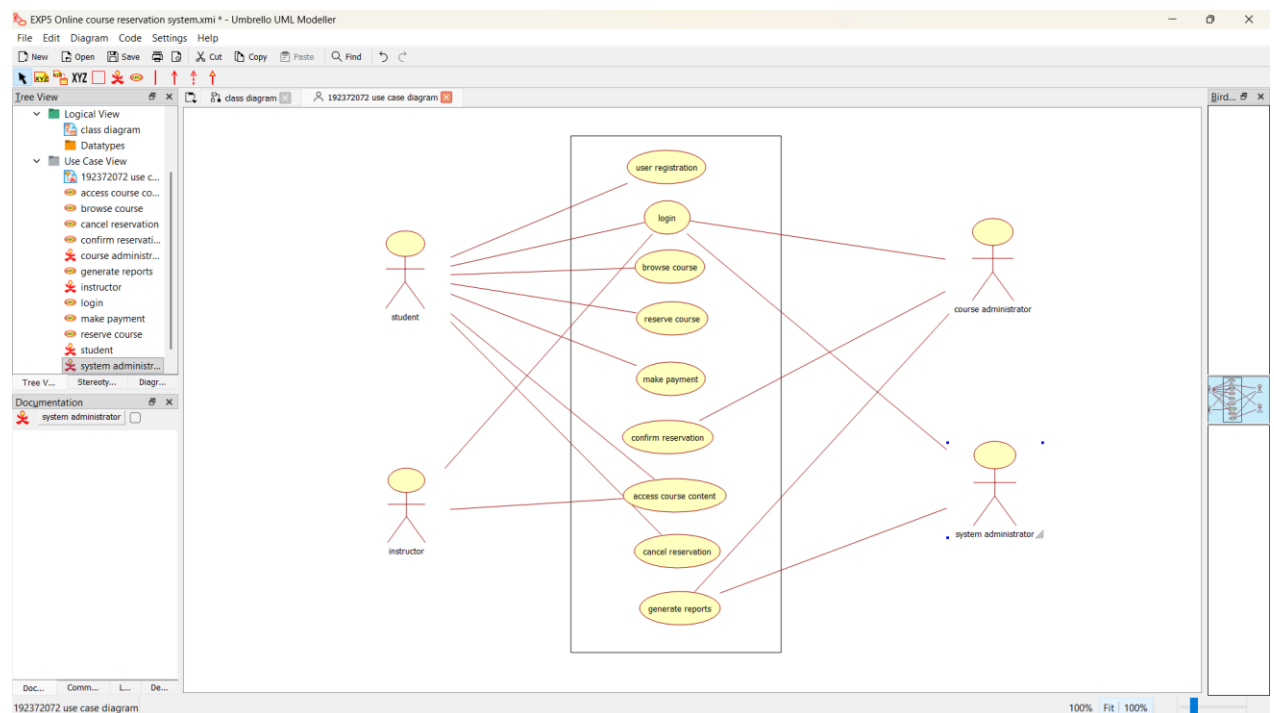 EXP5 Online course reservation system.xmi * - Umbrello UML Modeller
File Edit Diagram Code Settings Help
New Open Save Cut Copy Paste Find
XYZ XYZ
Tree View
Logical View
class diagram
Datatypes
Use Case View
192372072 use c...
access course co...
browse course
cancel reservation
confirm reservati...
course administr...
generate reports
instructor
login
make payment
reserve course
student
system administr...
Tree V... Stereoty... Diagr...
Documentation
system administrator
Doc... Comm... L... De...
192372072 use case diagram
class diagram 192372072 use case diagram
user registration
login
browse course
reserve course
make payment
confirm reservation
access course content
cancel reservation
generate reports
student
instructor
course administrator
system administrator
Bird...
100% Fit 100%